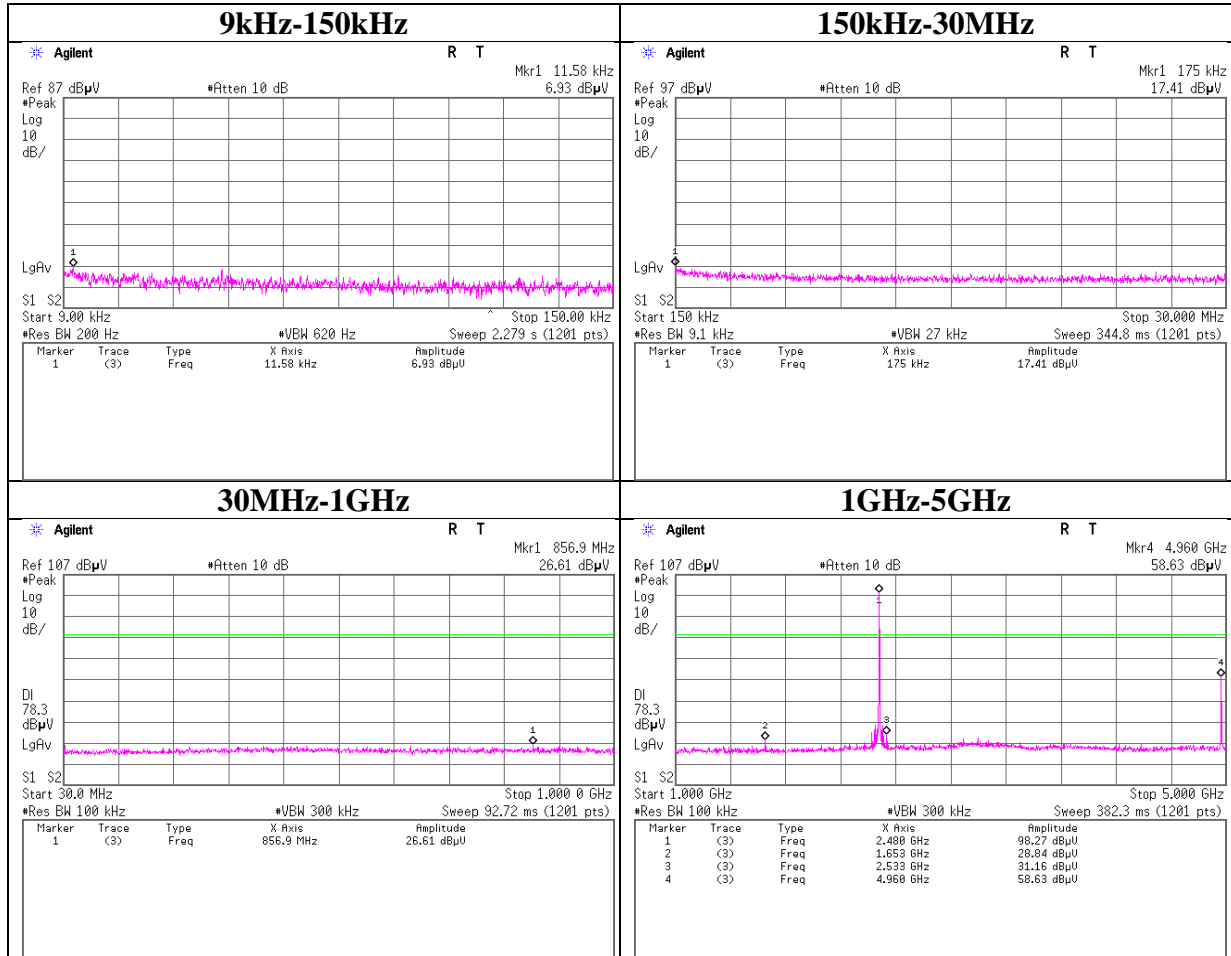 9kHz-150kHz
Agilent R T
Mkr1 11.58 kHz
Ref 87 dBµV #Atten 10 dB 6.93 dBµV
#Peak
Log
10
dB/
1
LgAv
S1 S2
Start 9.00 kHz ^ Stop 150.00 kHz
#Res BW 200 Hz #VBW 620 Hz Sweep 2.279 s (1201 pts)
Marker Trace Type X Axis Amplitude
1 (3) Freq 11.58 kHz 6.93 dBµV
150kHz-30MHz
Agilent R T
Mkr1 175 kHz
Ref 97 dBµV #Atten 10 dB 17.41 dBµV
#Peak
Log
10
dB/
1
LgAv
S1 S2
Start 150 kHz Stop 30.000 MHz
#Res BW 9.1 kHz #VBW 27 kHz Sweep 344.8 ms (1201 pts)
Marker Trace Type X Axis Amplitude
1 (3) Freq 175 kHz 17.41 dBµV
30MHz-1GHz
Agilent R T
Mkr1 856.9 MHz
Ref 107 dBµV #Atten 10 dB 26.61 dBµV
#Peak
Log
10
dB/
DI
78.3
dBµV
1
LgAv
S1 S2
Start 30.0 MHz Stop 1.000 0 GHz
#Res BW 100 kHz #VBW 300 kHz Sweep 92.72 ms (1201 pts)
Marker Trace Type X Axis Amplitude
1 (3) Freq 856.9 MHz 26.61 dBµV
1GHz-5GHz
Agilent R T
Mkr4 4.960 GHz
Ref 107 dBµV #Atten 10 dB 58.63 dBµV
#Peak
Log
1
10
dB/
4
DI
78.3
dBµV
2 3
LgAv
S1 S2
Start 1.000 GHz Stop 5.000 GHz
#Res BW 100 kHz #VBW 300 kHz Sweep 382.3 ms (1201 pts)
Marker Trace Type X Axis Amplitude
1 (3) Freq 2.480 GHz 98.27 dBµV
2 (3) Freq 1.653 GHz 28.84 dBµV
3 (3) Freq 2.533 GHz 31.16 dBµV
4 (3) Freq 4.960 GHz 58.63 dBµV